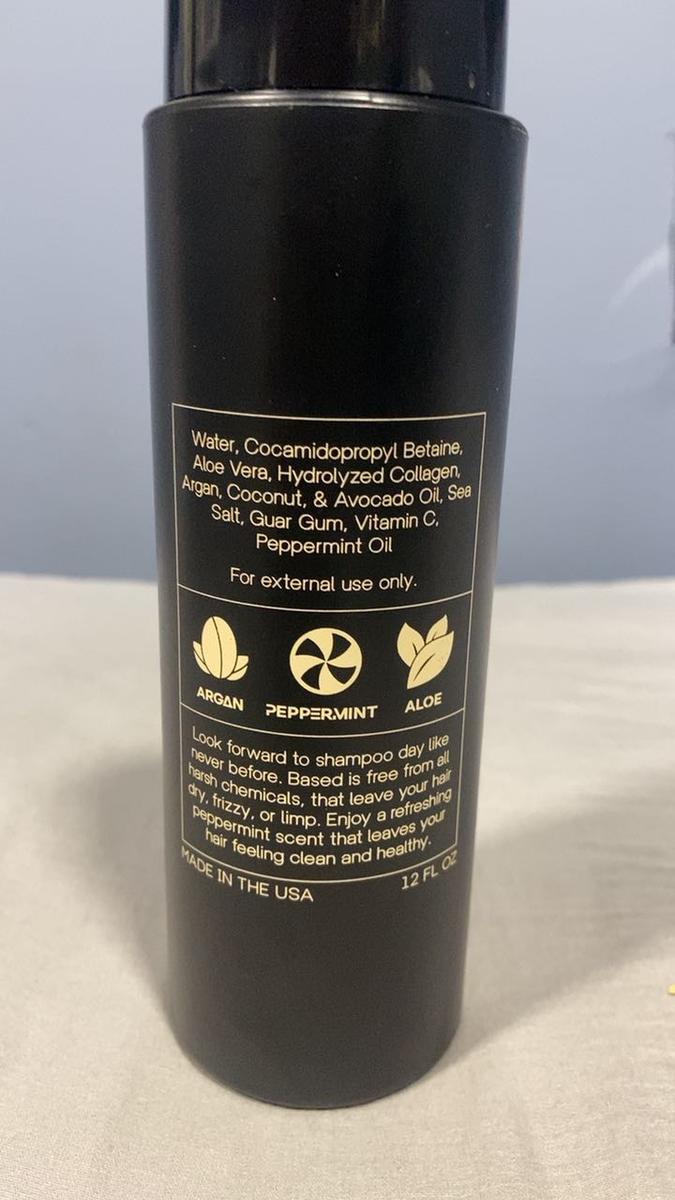 Water, Cocamidopropyl Betaine,
Aloe Vera, Hydrolyzed Collagen,
Argan, Coconut, & Avocado Oil, Sea
Salt, Guar Gum, Vitamin C,
Peppermint Oil
For external use only.
ARGAN PEPPERMINT ALOE
Look forward to shampoo day like
never before. Based is free from all
harsh chemicals, that leave your hair
dry, frizzy, or limp. Enjoy a refreshing
peppermint scent that leaves your
hair feeling clean and healthy.
MADE IN THE USA 12 FL OZ